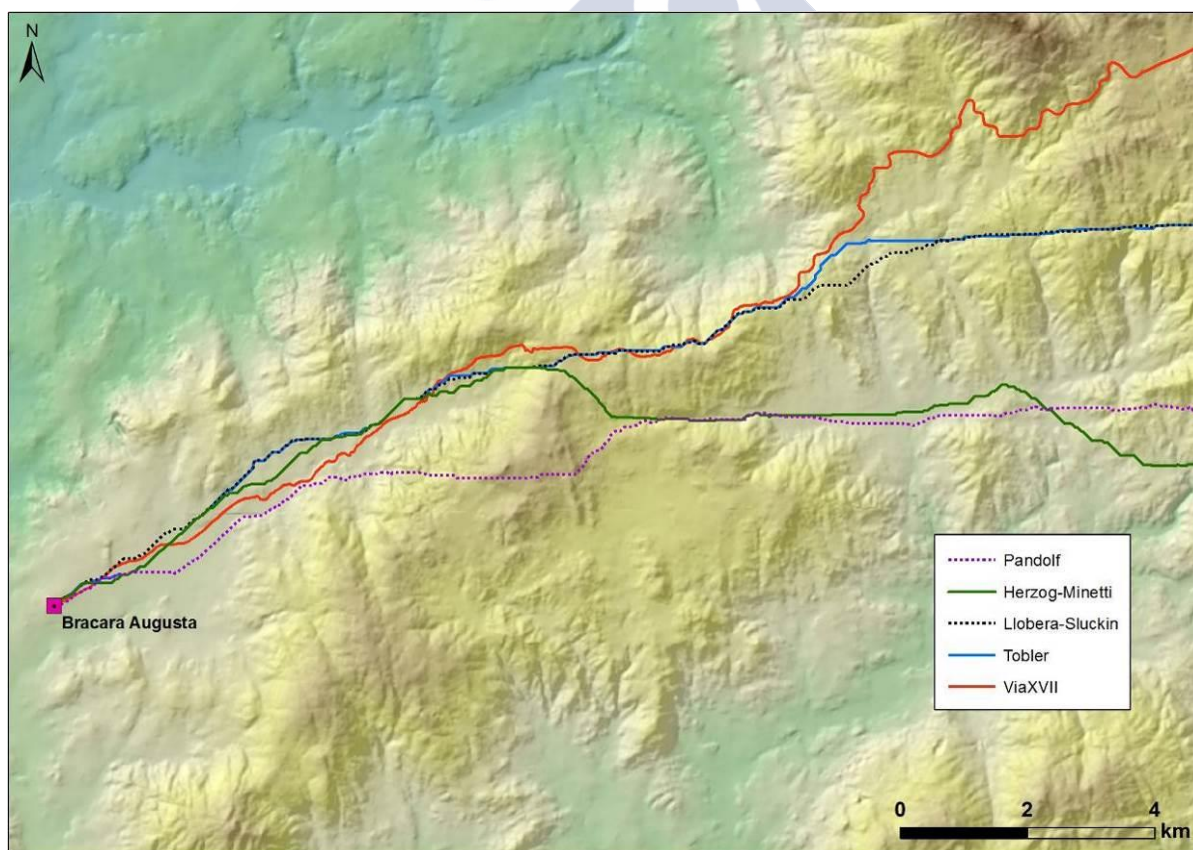 N
Bracara Augusta
Pandolf
Herzog-Minetti
Llobera-Sluckin
Tobler
ViaXVII
0 2 4
km